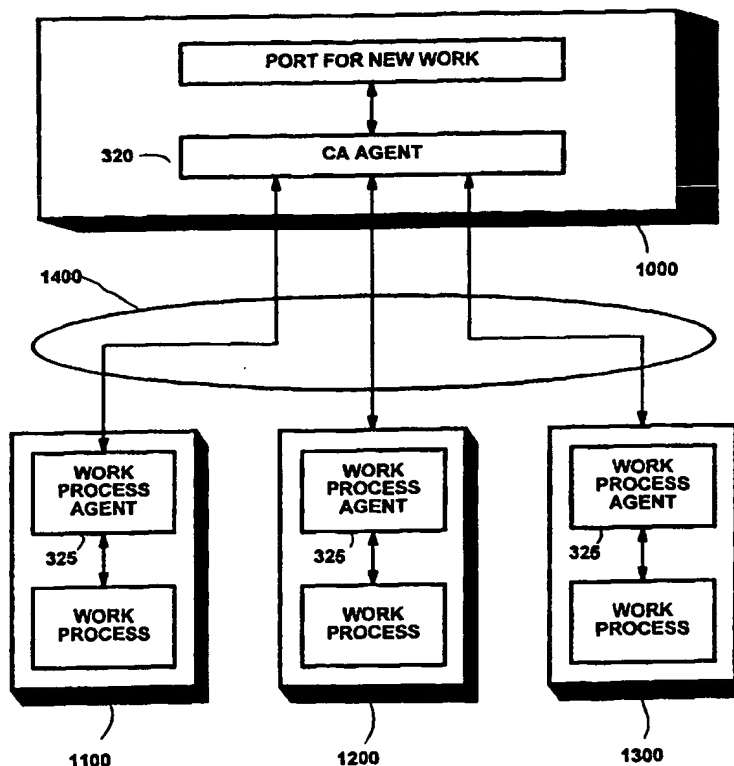 PORT FOR NEW WORK
320
CA AGENT
1000
1400
WORK
PROCESS
AGENT
325
WORK
PROCESS
1100
WORK
PROCESS
AGENT
325
WORK
PROCESS
1200
WORK
PROCESS
AGENT
325
WORK
PROCESS
1300